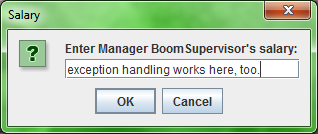 Salary
Enter Manager BoomSupervisor's salary:
exception handling works here, too.
OK Cancel